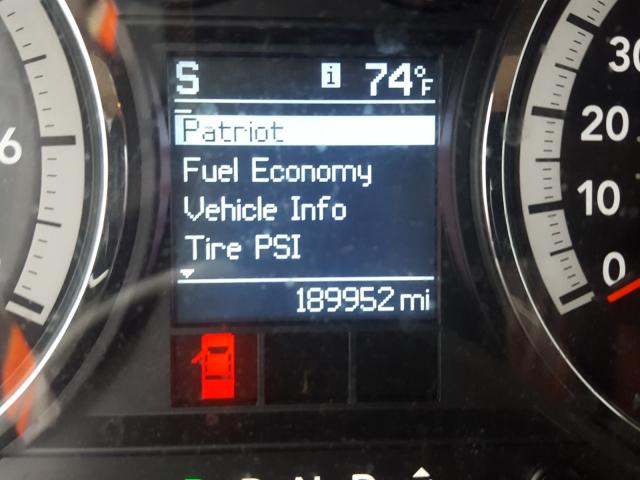 S i 74°F
Patriot
Fuel Economy
Vehicle Info
Tire PSI
189952 mi
6
30
20
10
0